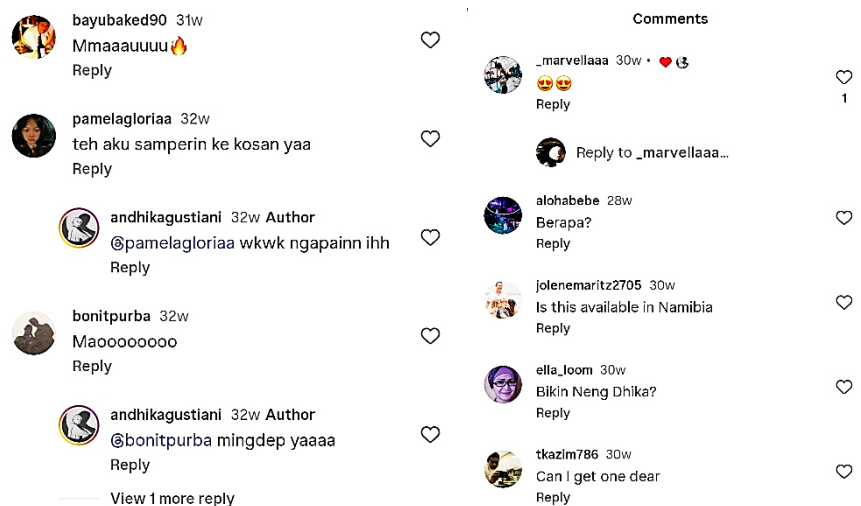 bayubaked90 31w
Mmaaauuuu🔥
Reply
pamelagloriaa 32w
teh aku samperin ke kosan yaa
Reply
andhikagustiani 32w Author
@pamelagloriaa wkwk ngapainn ihh
Reply
bonitpurba 32w
Maooooooooo
Reply
andhikagustiani 32w Author
@bonitpurba mingdep yaaaa
Reply
View 1 more reply
Comments
_marvellaaa 30w • ❤️
😍😍
Reply
1
Reply to _marvellaaa...
alohabebe 28w
Berapa?
Reply
jolenemaritz2705 30w
Is this available in Namibia
Reply
ella_loom 30w
Bikin Neng Dhika?
Reply
tkazim786 30w
Can I get one dear
Reply